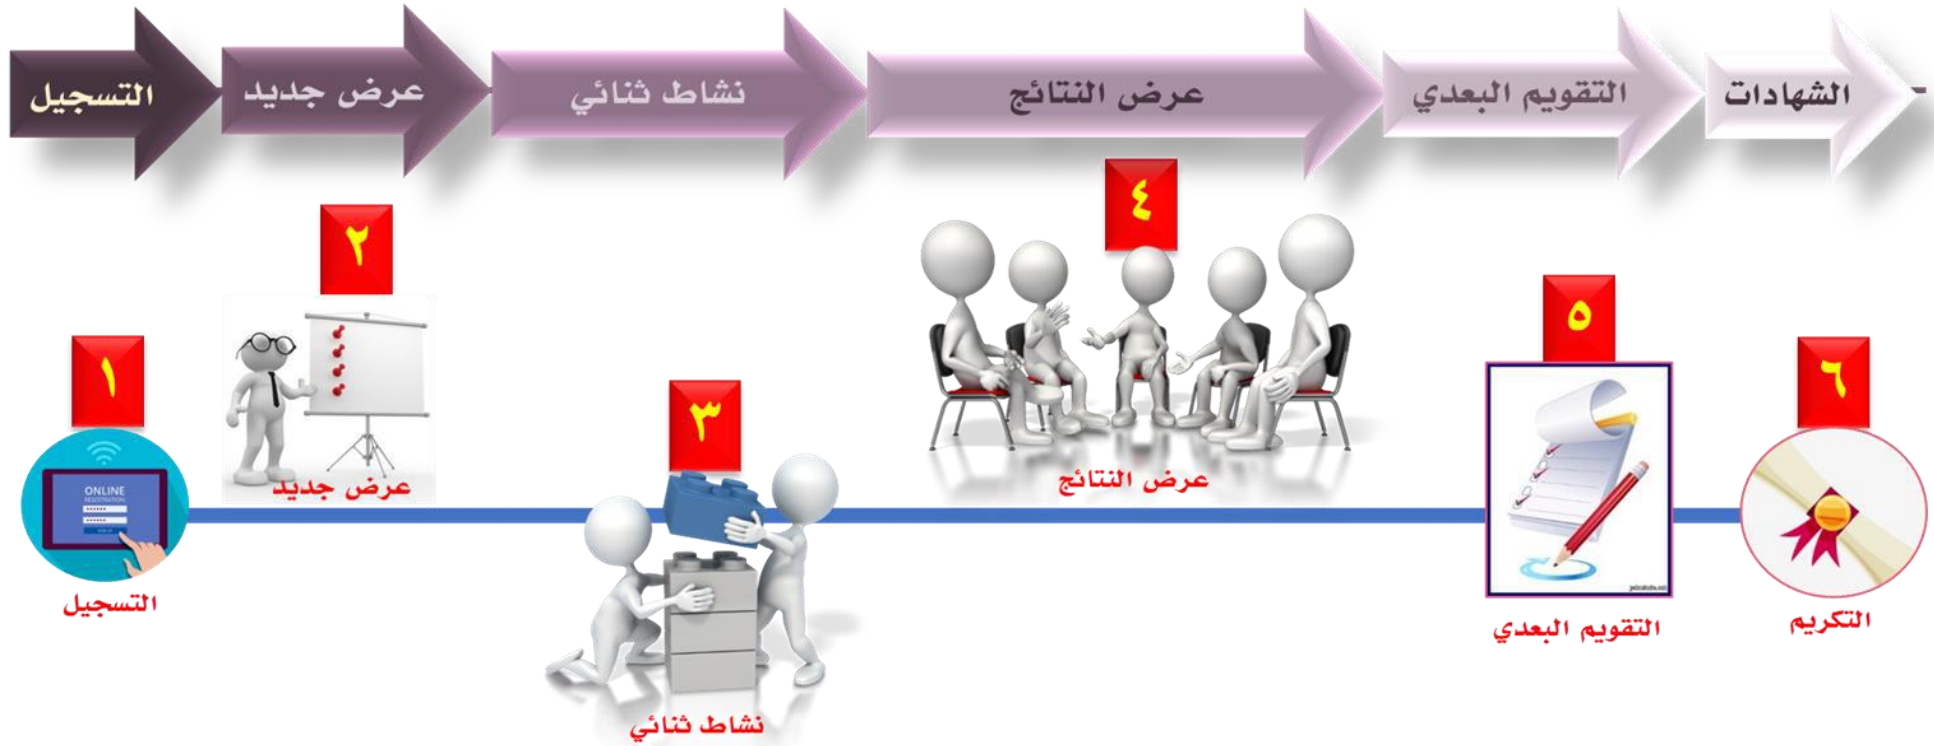 التسجيل
عرض جديد
نشاط ثنائي
عرض النتائج
التقويم البعدي
الشهادات
١
التسجيل
٢
عرض جديد
٣
نشاط ثنائي
٤
عرض النتائج
٥
التقويم البعدي
٦
التكريم
ONLINE
REGISTRATION